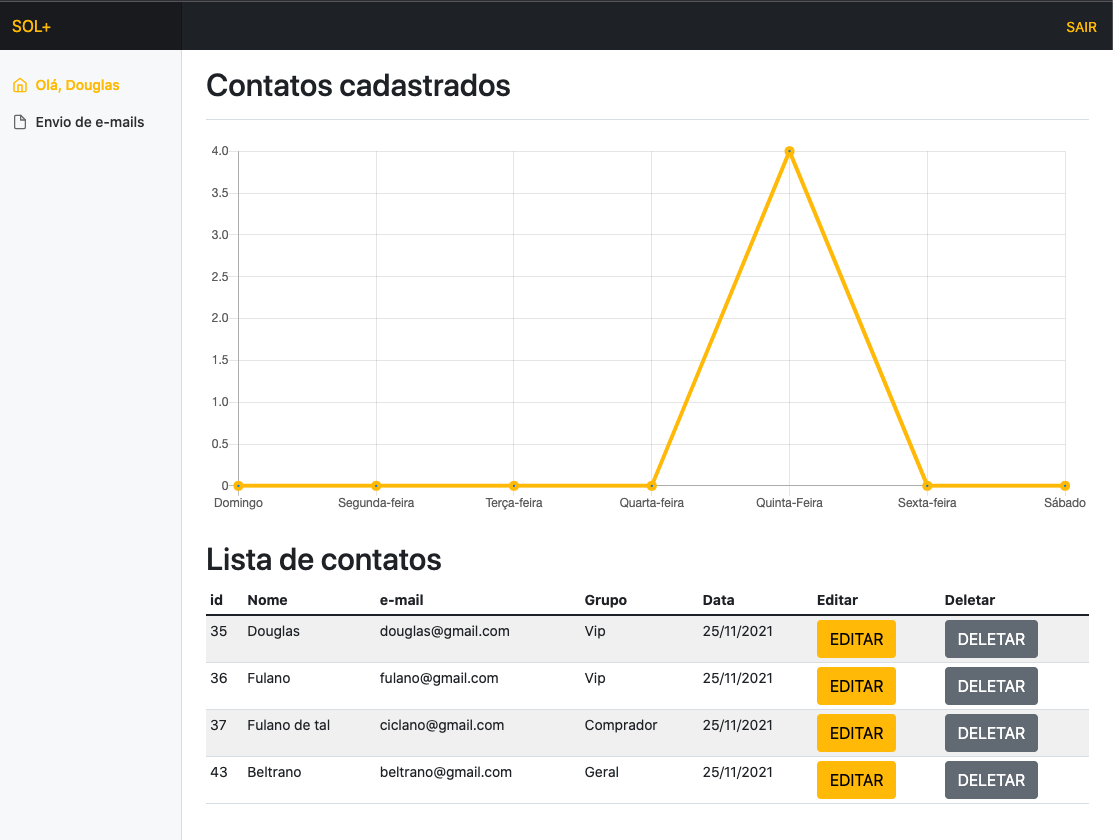 SOL+
SAIR
Olá, Douglas
Envio de e-mails
Contatos cadastrados
4.0
3.5
3.0
2.5
2.0
1.5
1.0
0.5
0
Domingo Segunda-feira Terça-feira Quarta-feira Quinta-Feira Sexta-feira Sábado
Lista de contatos
id Nome e-mail Grupo Data Editar Deletar
35 Douglas douglas@gmail.com Vip 25/11/2021 EDITAR DELETAR
36 Fulano fulano@gmail.com Vip 25/11/2021 EDITAR DELETAR
37 Fulano de tal ciclano@gmail.com Comprador 25/11/2021 EDITAR DELETAR
43 Beltrano beltrano@gmail.com Geral 25/11/2021 EDITAR DELETAR